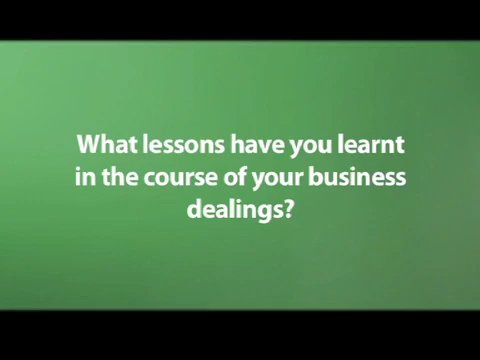 What lessons have you learnt
in the course of your business
dealings?